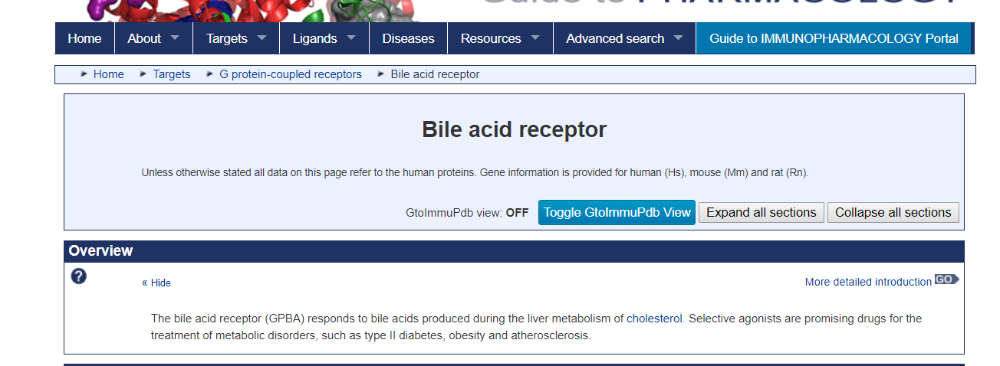 Guide to PHARMACOLOGY
Home About Targets Ligands Diseases Resources Advanced search Guide to IMMUNOPHARMACOLOGY Portal
Home Targets G protein-coupled receptors Bile acid receptor
Bile acid receptor
Unless otherwise stated all data on this page refer to the human proteins. Gene information is provided for human (Hs), mouse (Mm) and rat (Rn).
GtoImmuPdb view: OFF Toggle GtoImmuPdb View Expand all sections Collapse all sections
Overview
?
« Hide More detailed introduction GO
The bile acid receptor (GPBA) responds to bile acids produced during the liver metabolism of cholesterol. Selective agonists are promising drugs for the
treatment of metabolic disorders, such as type II diabetes, obesity and atherosclerosis.